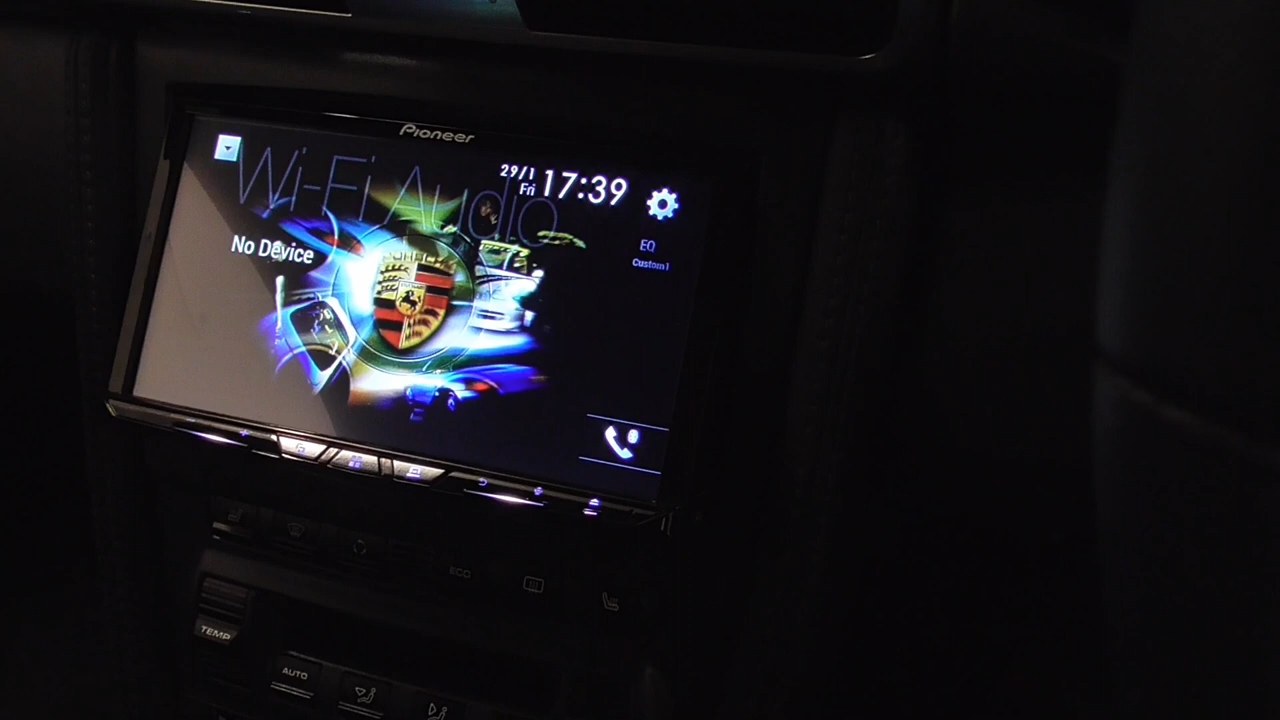 Pioneer
Wi-Fi Audio
29/1
Fri
17:39
No Device
EQ
Custom1
ECO
TEMP
AUTO